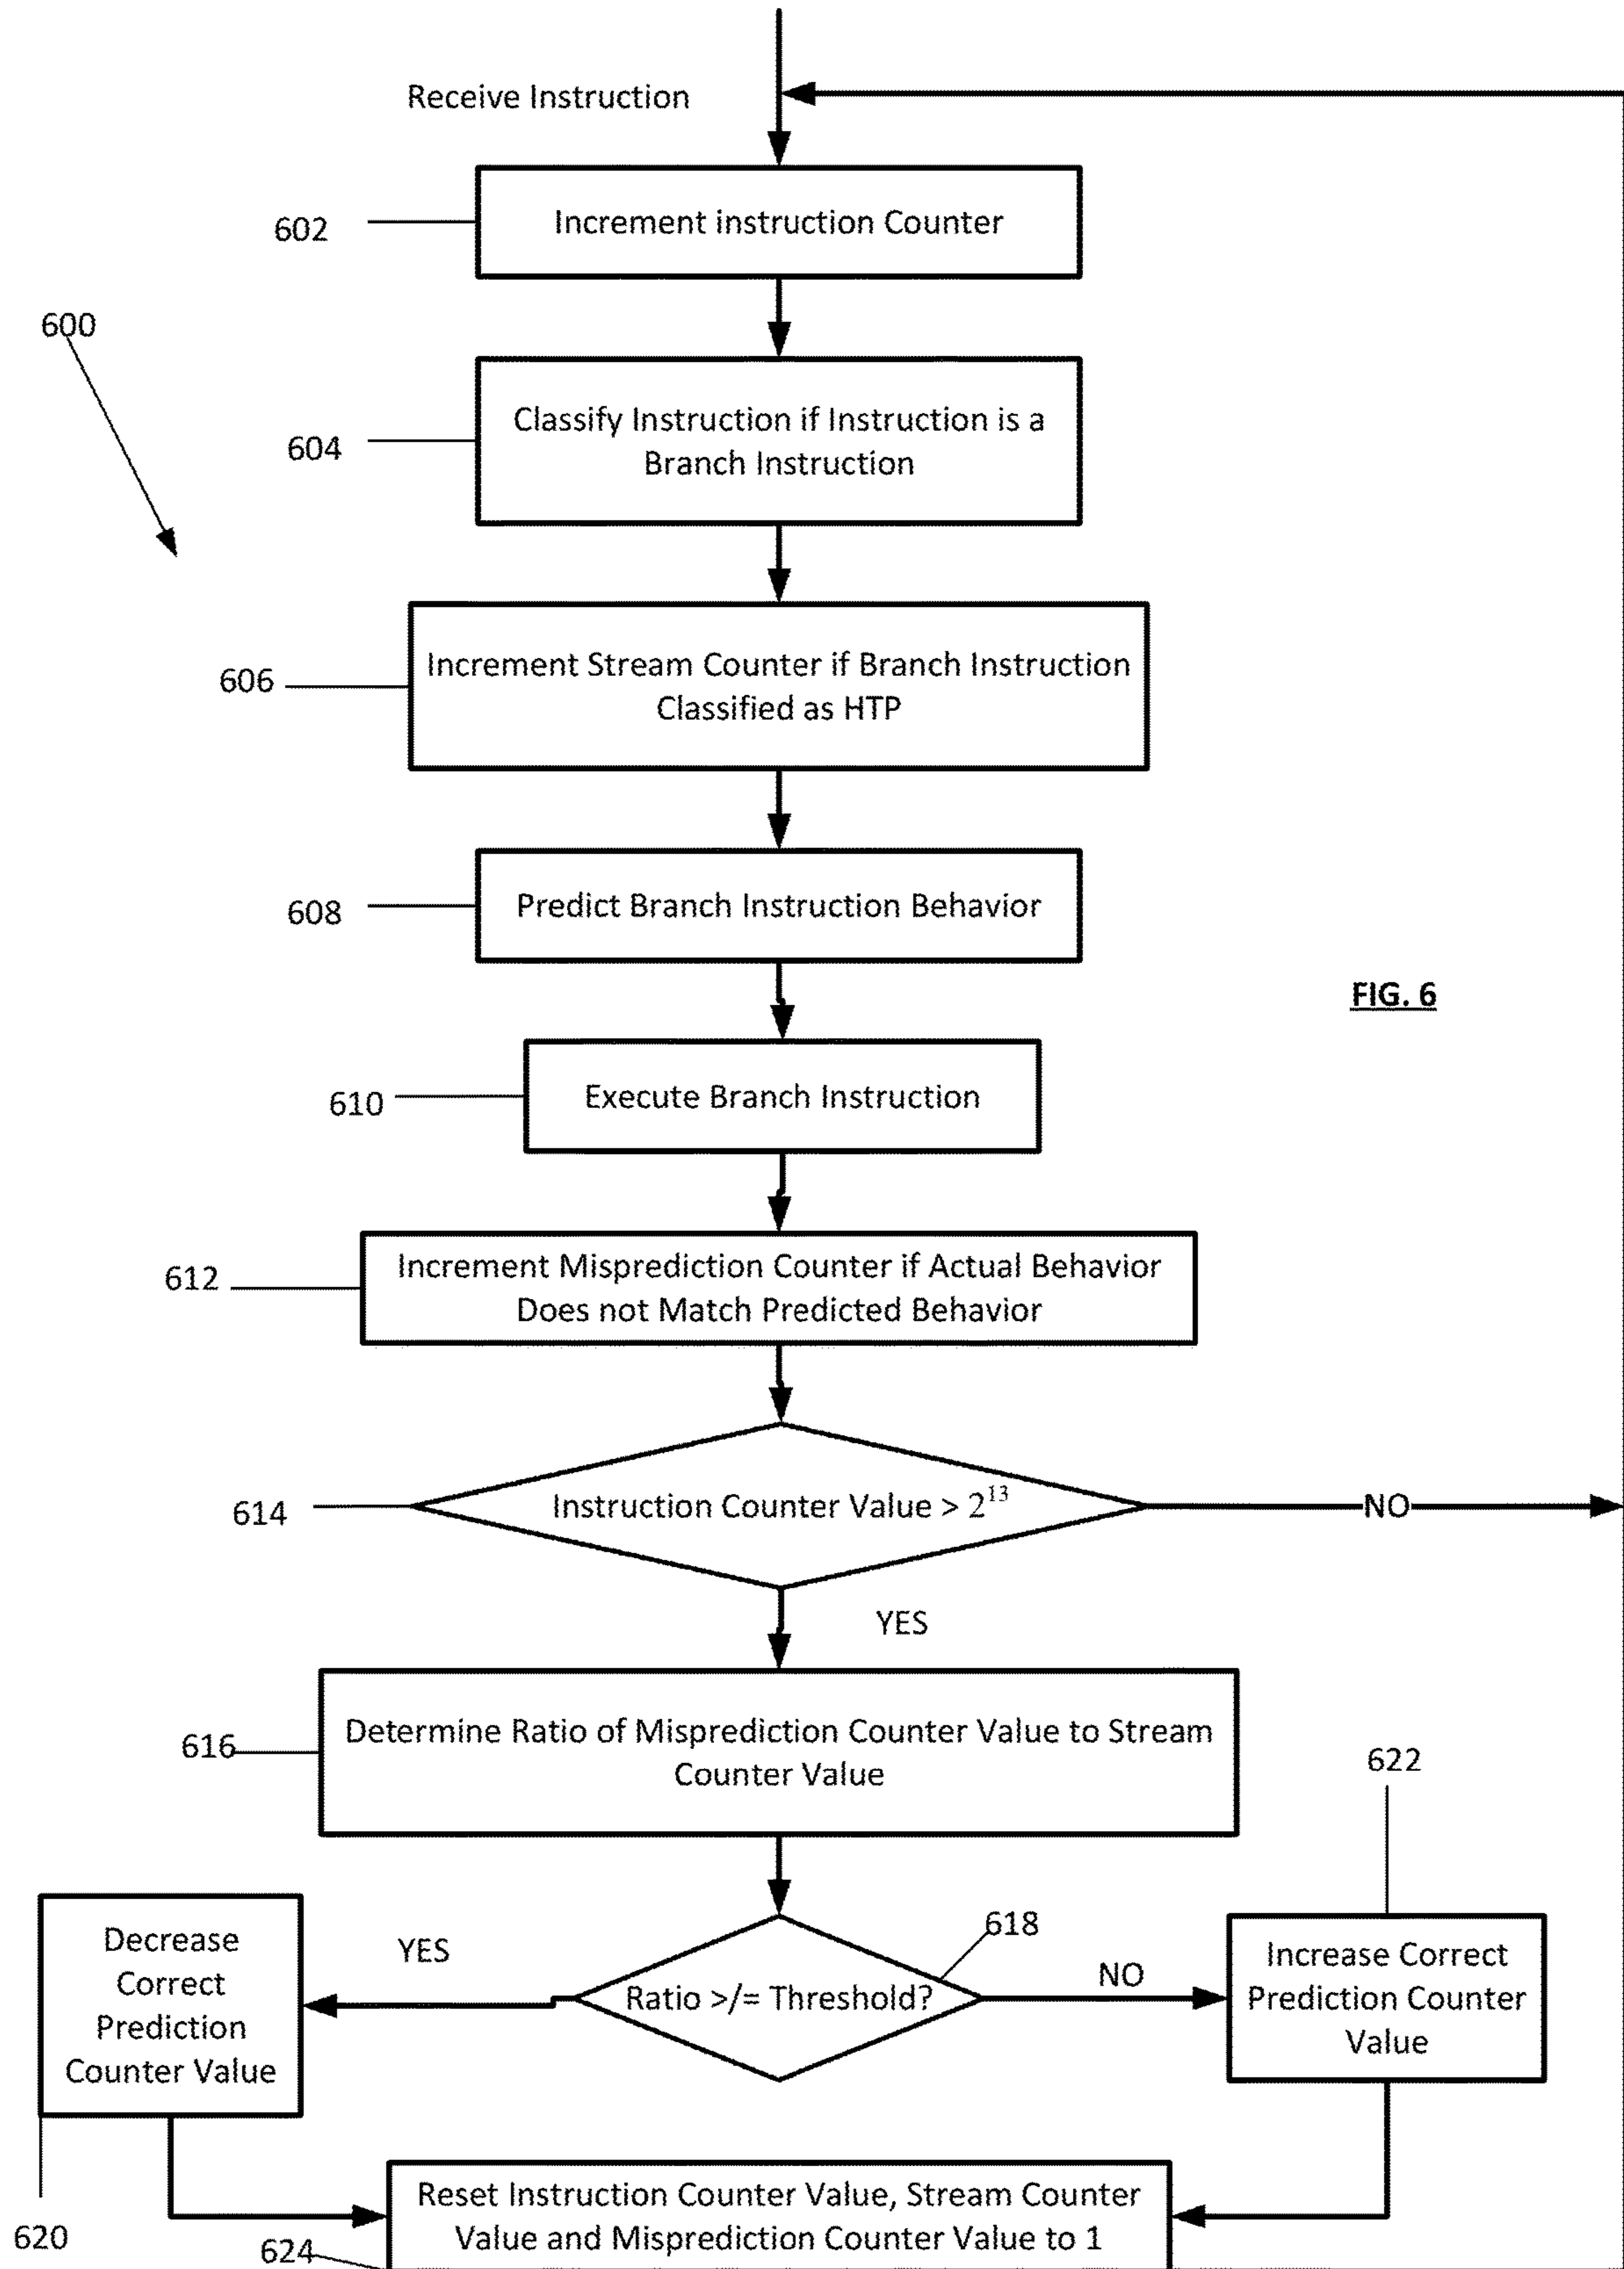 Receive Instruction
602
Increment instruction Counter
600
604
Classify Instruction if Instruction is a
Branch Instruction
606
Increment Stream Counter if Branch Instruction
Classified as HTP
608
Predict Branch Instruction Behavior
FIG. 6
610
Execute Branch Instruction
612
Increment Misprediction Counter if Actual Behavior
Does not Match Predicted Behavior
614
Instruction Counter Value > 2¹³
NO
YES
616
Determine Ratio of Misprediction Counter Value to Stream
Counter Value
622
Decrease
Correct
Prediction
Counter Value
YES
618
Ratio >/= Threshold?
NO
Increase Correct
Prediction Counter
Value
620
624
Reset Instruction Counter Value, Stream Counter
Value and Misprediction Counter Value to 1